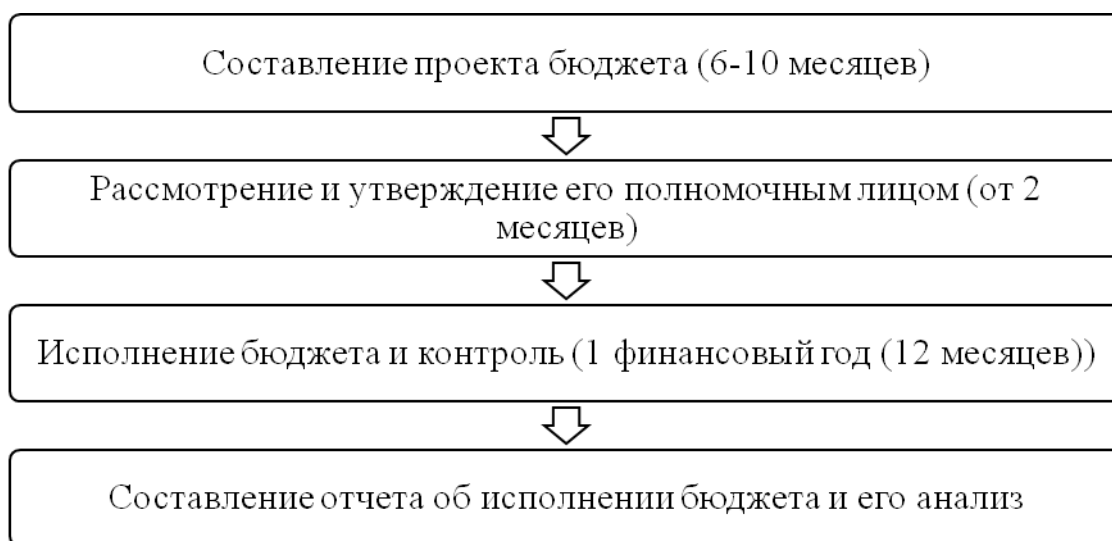 Составление проекта бюджета (6-10 месяцев)
Рассмотрение и утверждение его полномочным лицом (от 2
месяцев)
Исполнение бюджета и контроль (1 финансовый год (12 месяцев))
Составление отчета об исполнении бюджета и его анализ